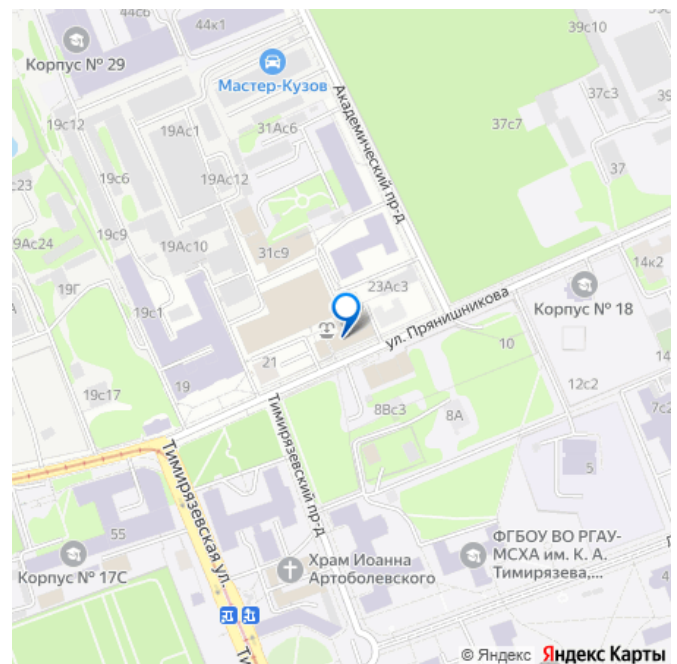 44с6
44к1
39с10
Корпус № 29
Мастер-Кузов
Академический пр-д
37с3
39
19с12
19Ас1
31Ас6
37с7
с23
19с6
19Ас12
37
9Ас24
19с9
19Ас10
31с9
14к2
19Г
23Ас3
Корпус № 18
19с1
ул. Прянишникова
10
21
14
19
12с2
19с17
8Вс3
8А
7с2
Тимирязевский пр-д
Тимирязевская ул.
5
55
ФГБОУ ВО РГАУ-
МСХА им. К. А.
Тимирязева,...
Храм Иоанна
Артоболевского
Корпус № 17С
4
© Яндекс Яндекс Карты